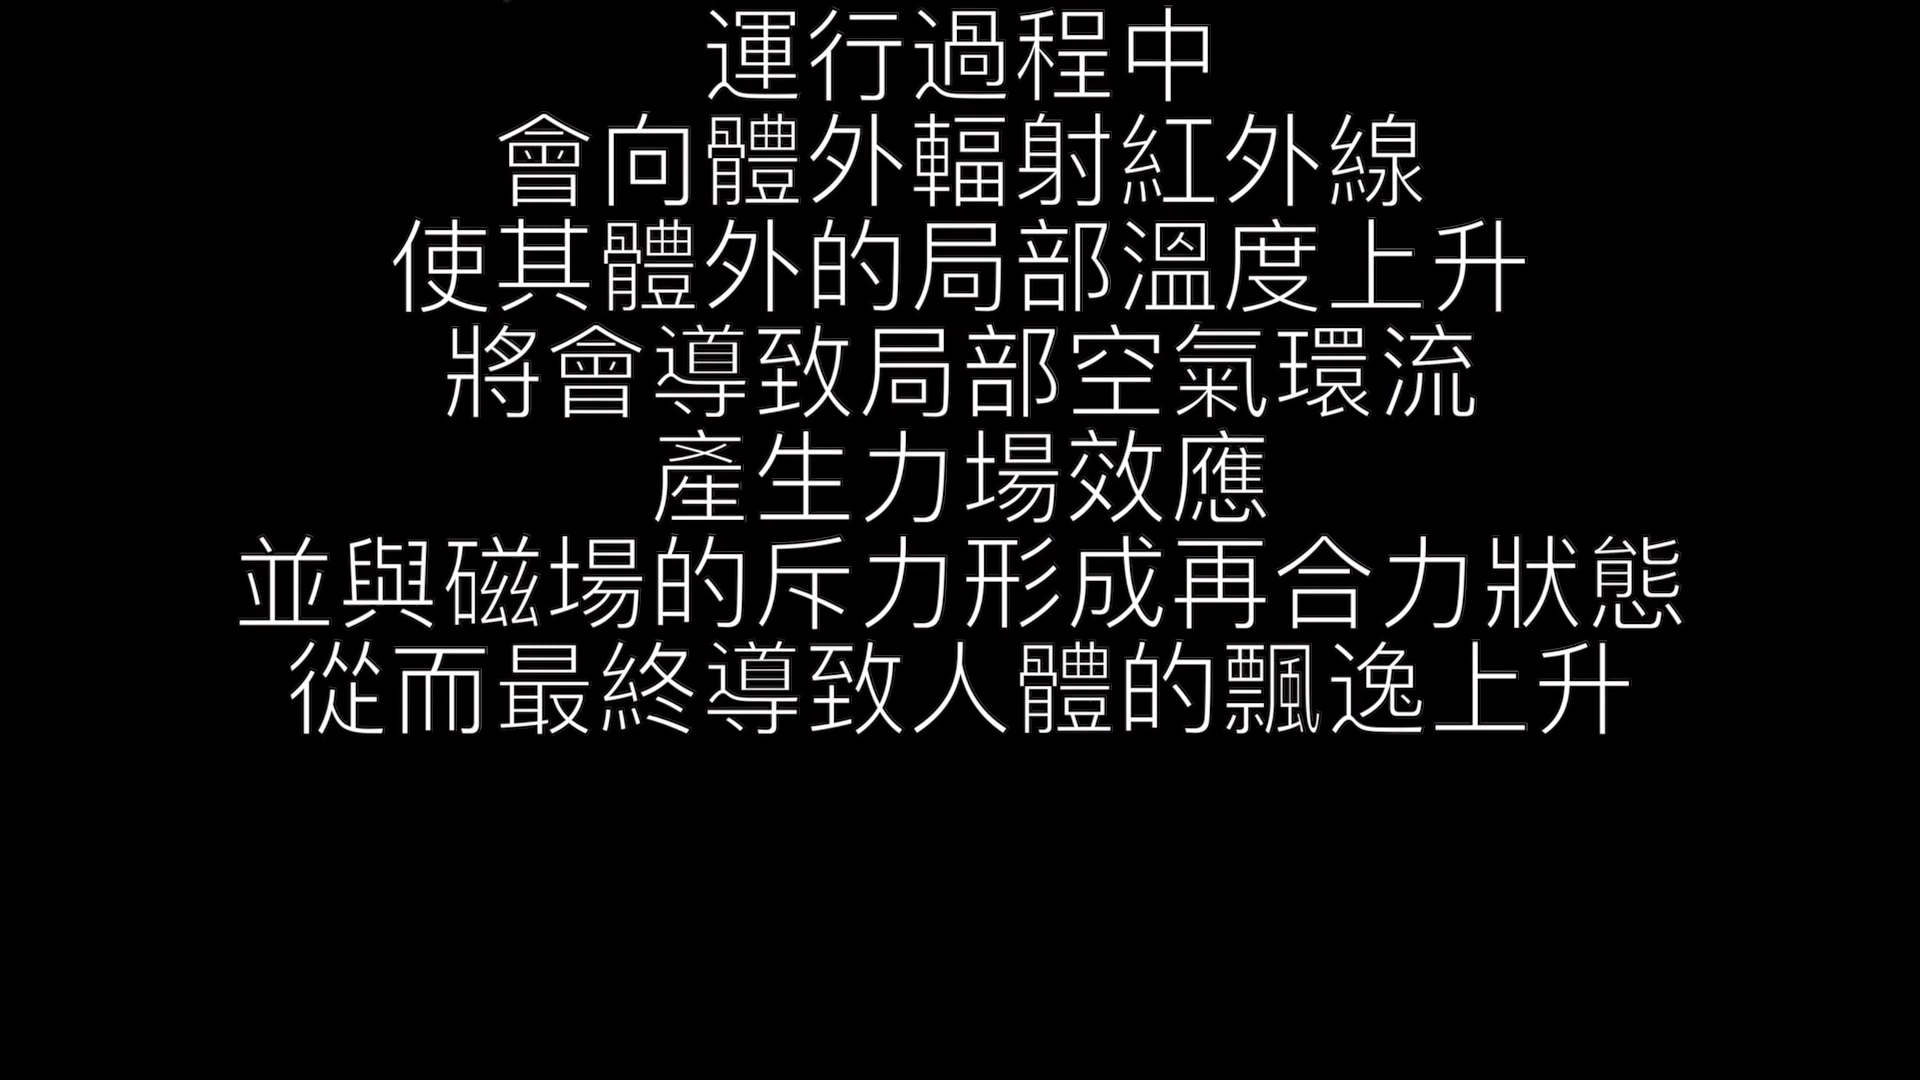 運行過程中
會向體外輻射紅外線
使其體外的局部溫度上升
將會導致局部空氣環流
產生力場效應
並與磁場的斥力形成再合力狀態
從而最終導致人體的飄逸上升